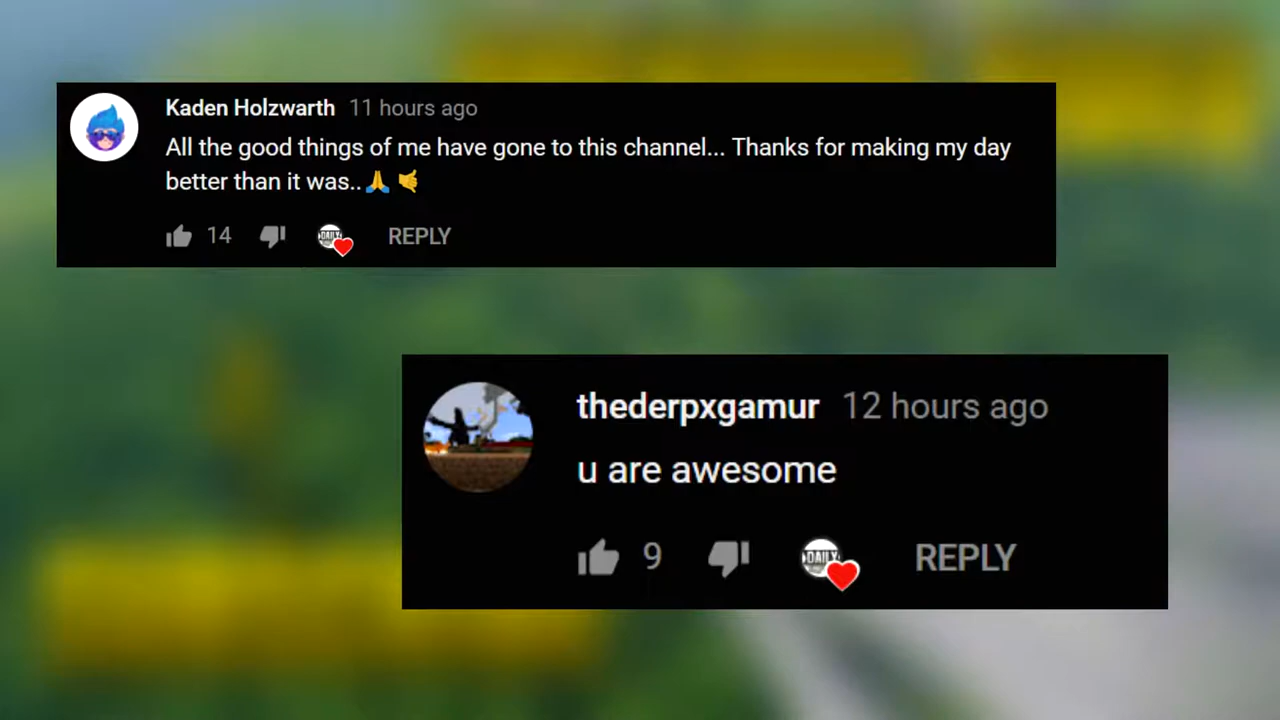 Kaden Holzwarth 11 hours ago
All the good things of me have gone to this channel... Thanks for making my day
better than it was.. 🙏 🤙
14 REPLY
thederpxgamur 12 hours ago
u are awesome
9 DAILY REPLY